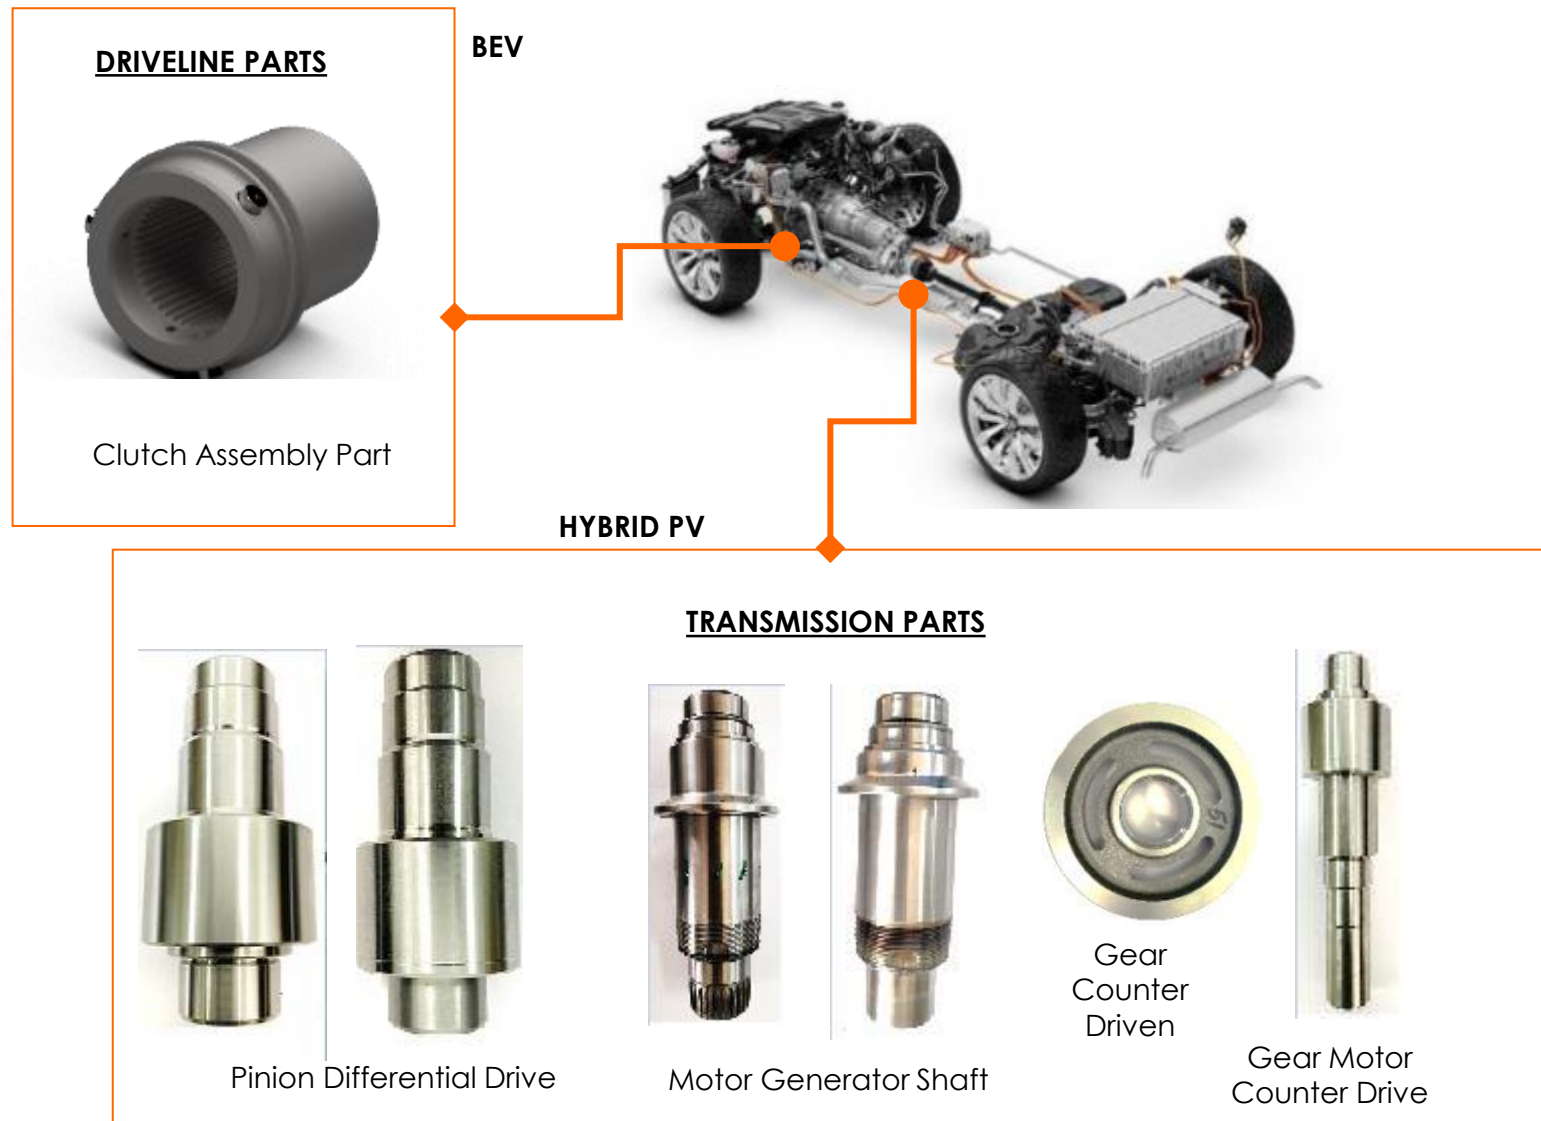 DRIVELINE PARTS
BEV
Clutch Assembly Part
HYBRID PV
TRANSMISSION PARTS
Pinion Differential Drive
Motor Generator Shaft
Gear
Counter
Driven
Gear Motor
Counter Drive